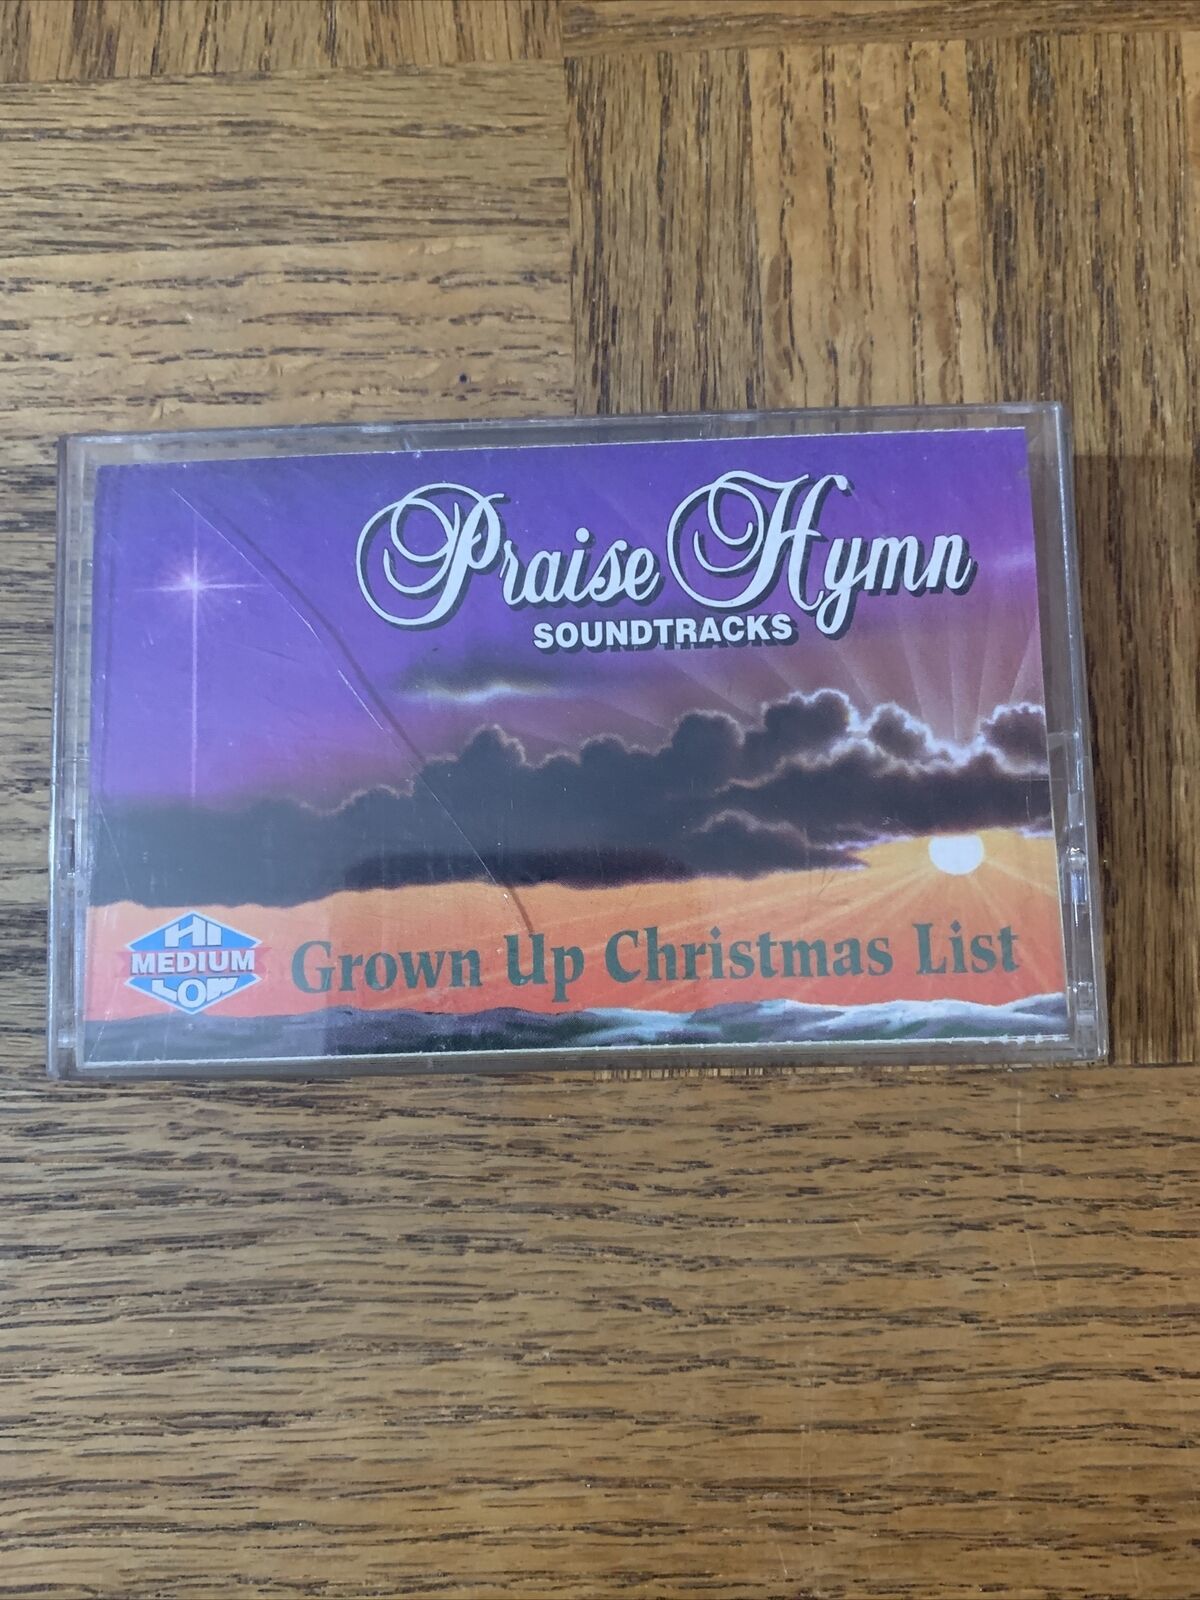 Praise Hymn
SOUNDTRACKS
HI
MEDIUM
LOW
Grown Up Christmas List